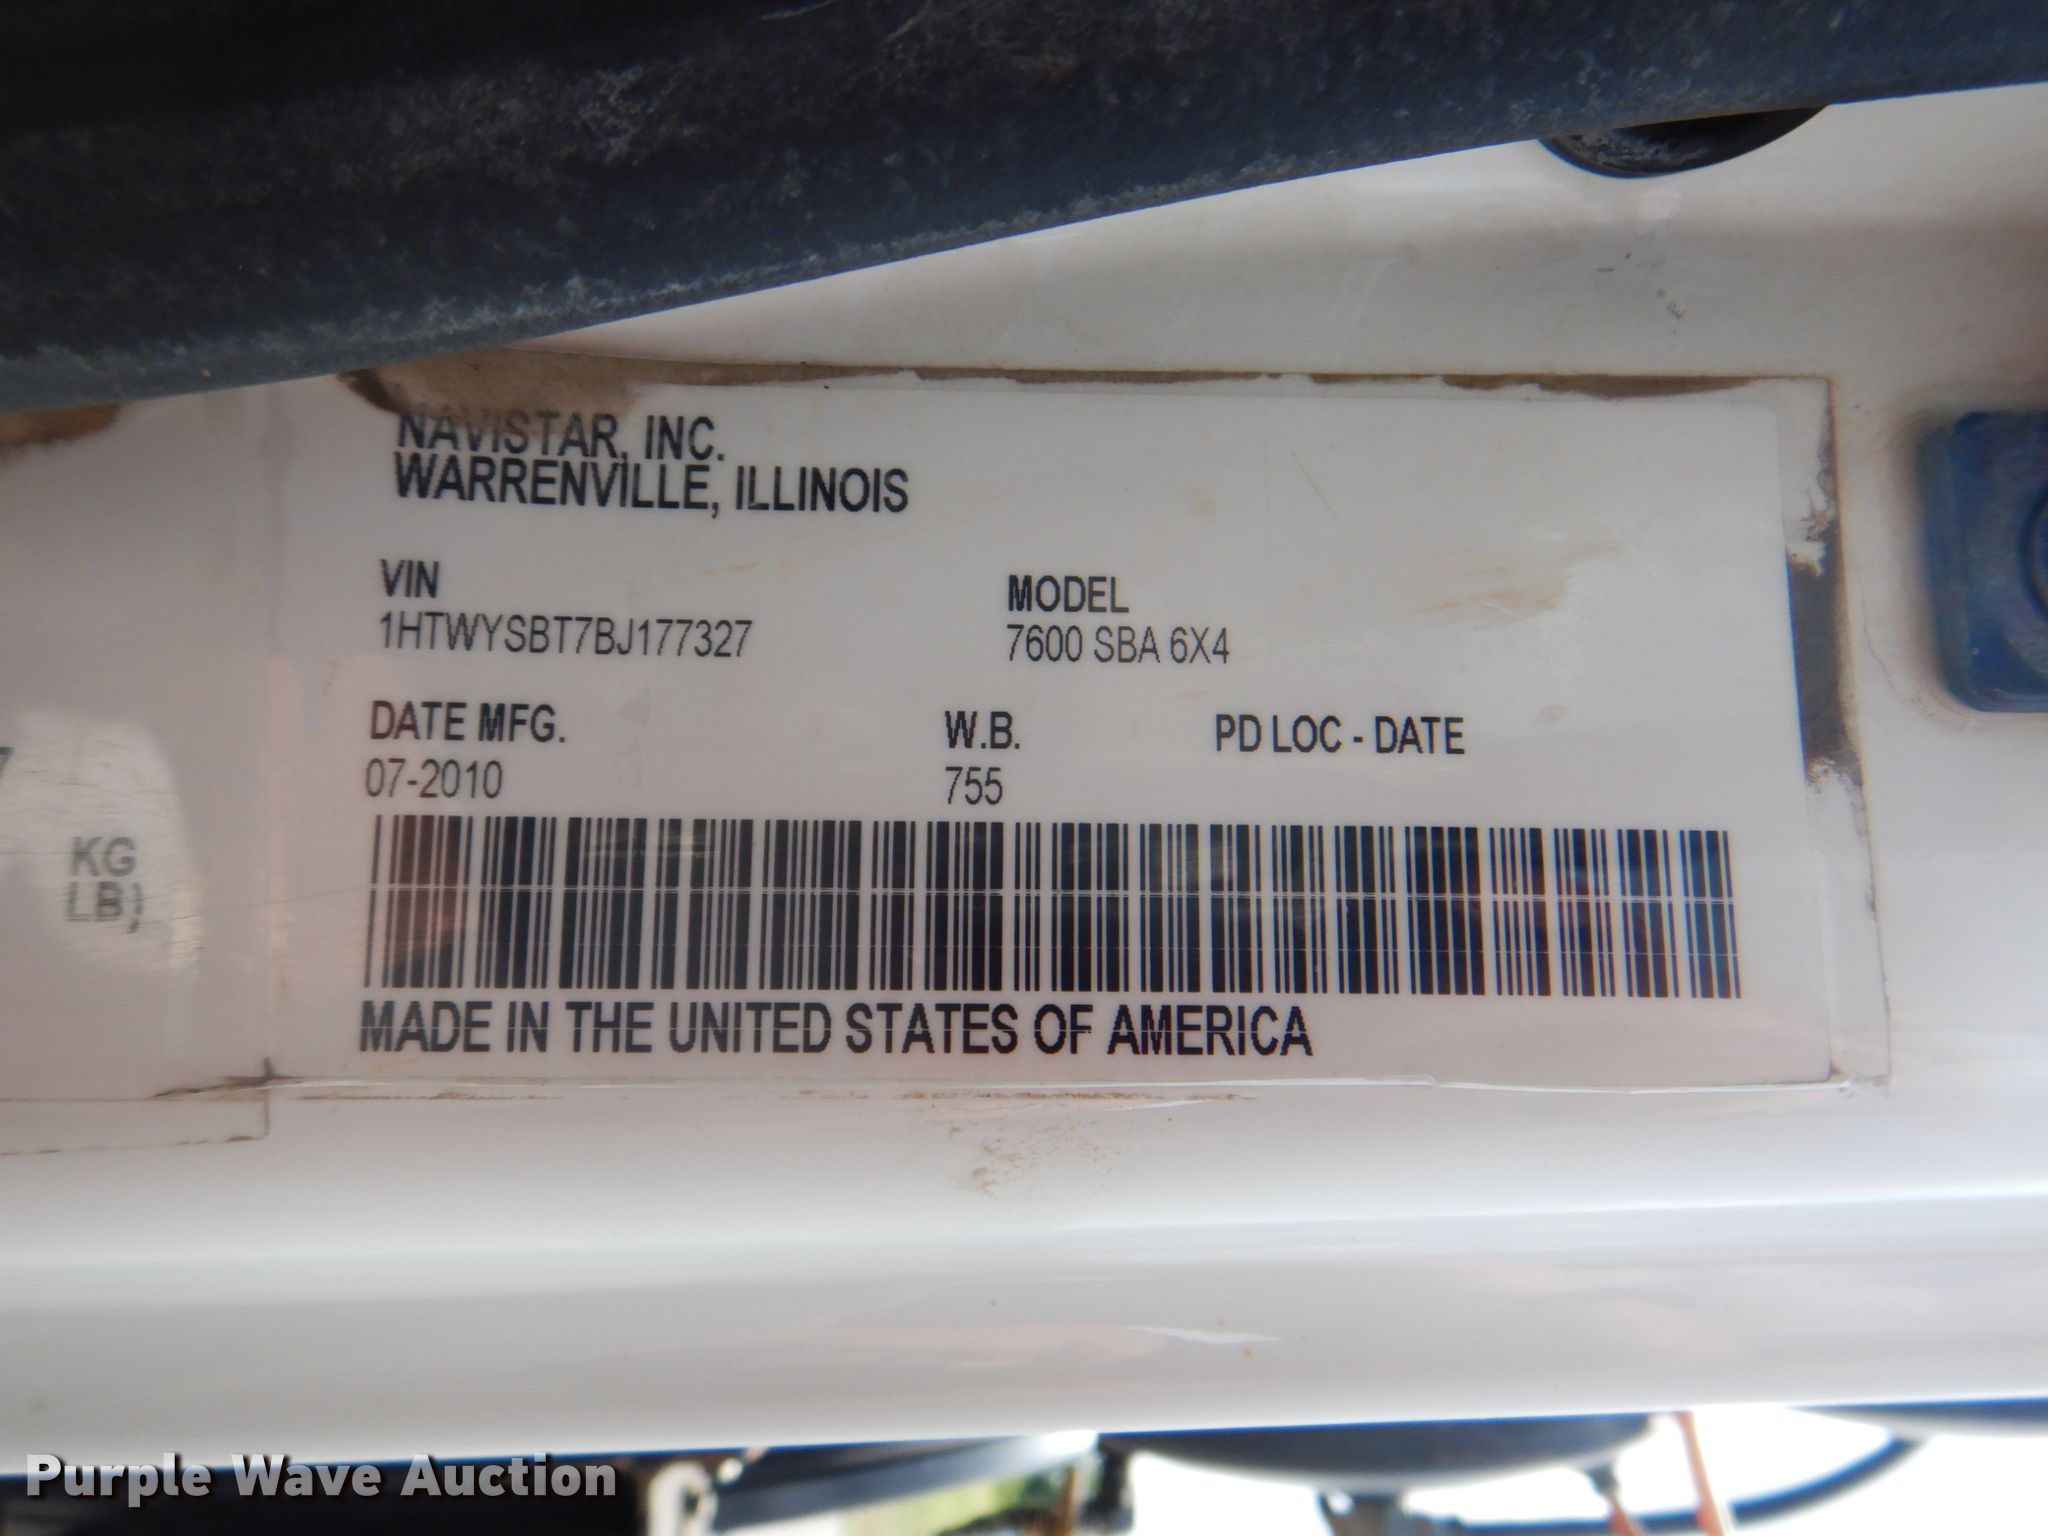 NAVISTAR, INC.
WARRENVILLE, ILLINOIS
VIN
1HTWYSBT7BJ177327
MODEL
7600 SBA 6X4
DATE MFG.
07-2010
W.B.
755
PD LOC - DATE
7
KG
LB)
MADE IN THE UNITED STATES OF AMERICA
Purple Wave Auction